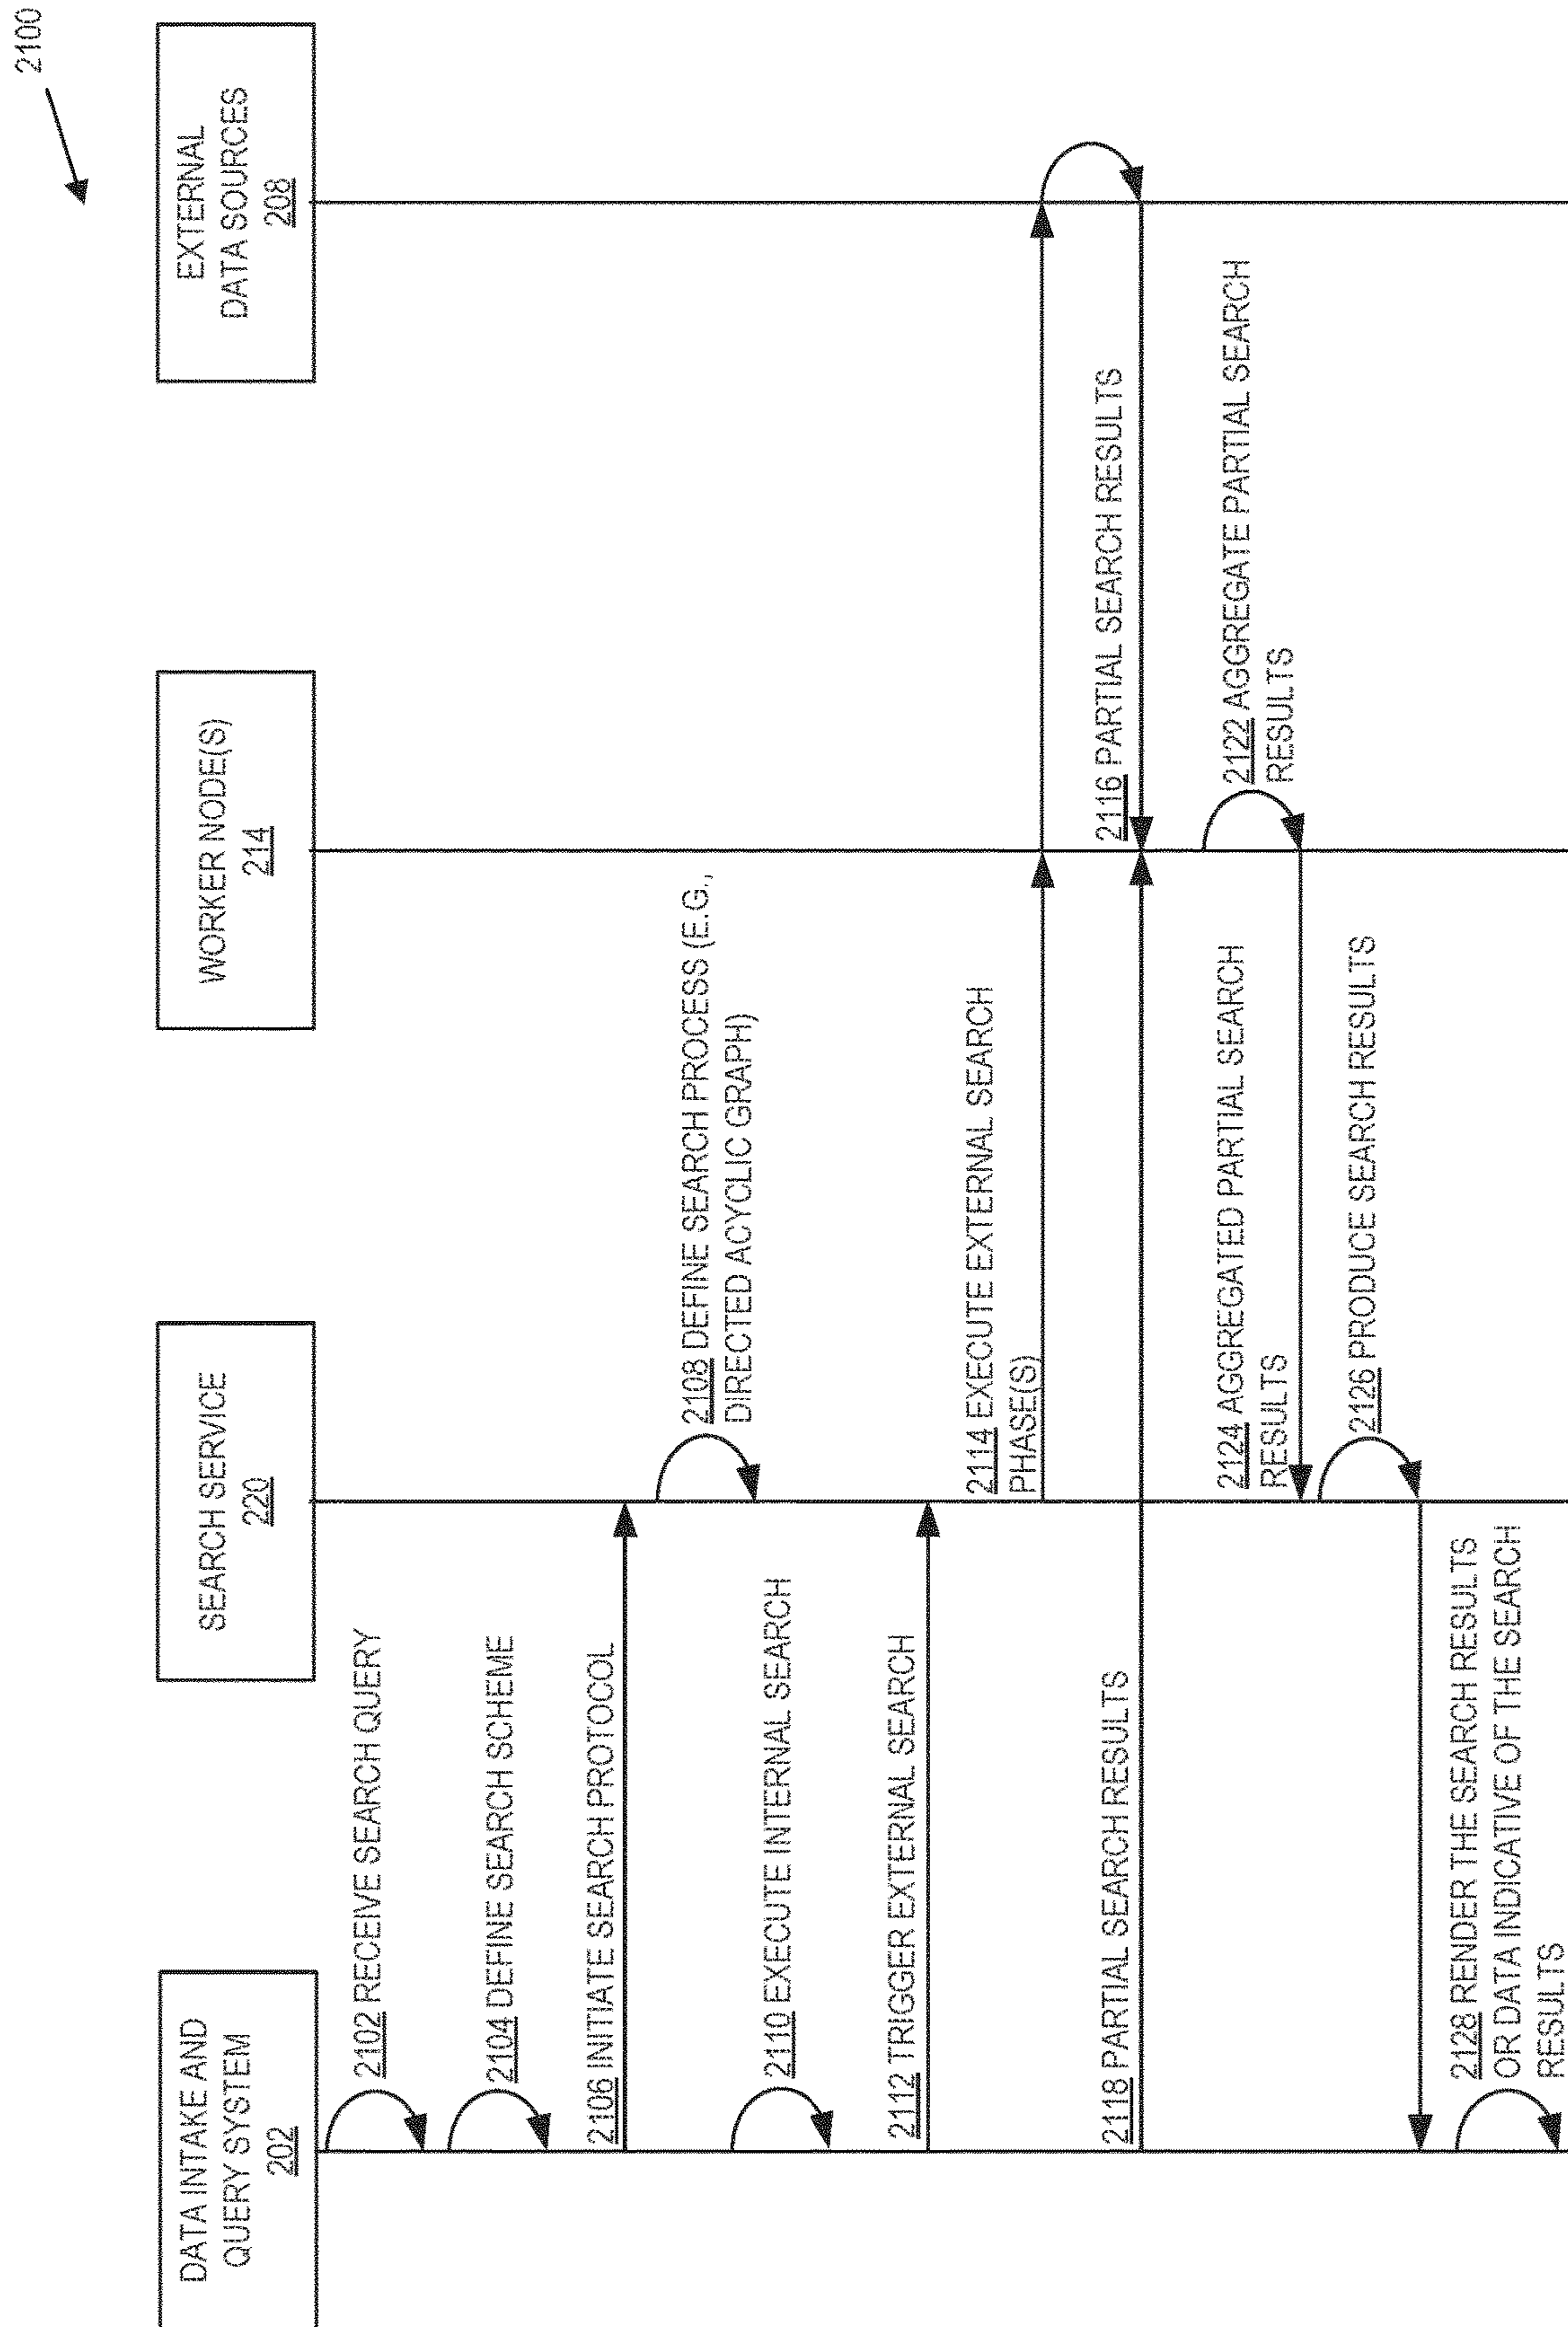 2100
DATA INTAKE AND
QUERY SYSTEM
202
SEARCH SERVICE
220
WORKER NODE(S)
214
EXTERNAL
DATA SOURCES
208
2102 RECEIVE SEARCH QUERY
2104 DEFINE SEARCH SCHEME
2106 INITIATE SEARCH PROTOCOL
2108 DEFINE SEARCH PROCESS (E.G.,
DIRECTED ACYCLIC GRAPH)
2110 EXECUTE INTERNAL SEARCH
2112 TRIGGER EXTERNAL SEARCH
2114 EXECUTE EXTERNAL SEARCH
PHASE(S)
2116 PARTIAL SEARCH RESULTS
2118 PARTIAL SEARCH RESULTS
2122 AGGREGATE PARTIAL SEARCH
RESULTS
2124 AGGREGATED PARTIAL SEARCH
RESULTS
2126 PRODUCE SEARCH RESULTS
2128 RENDER THE SEARCH RESULTS
OR DATA INDICATIVE OF THE SEARCH
RESULTS